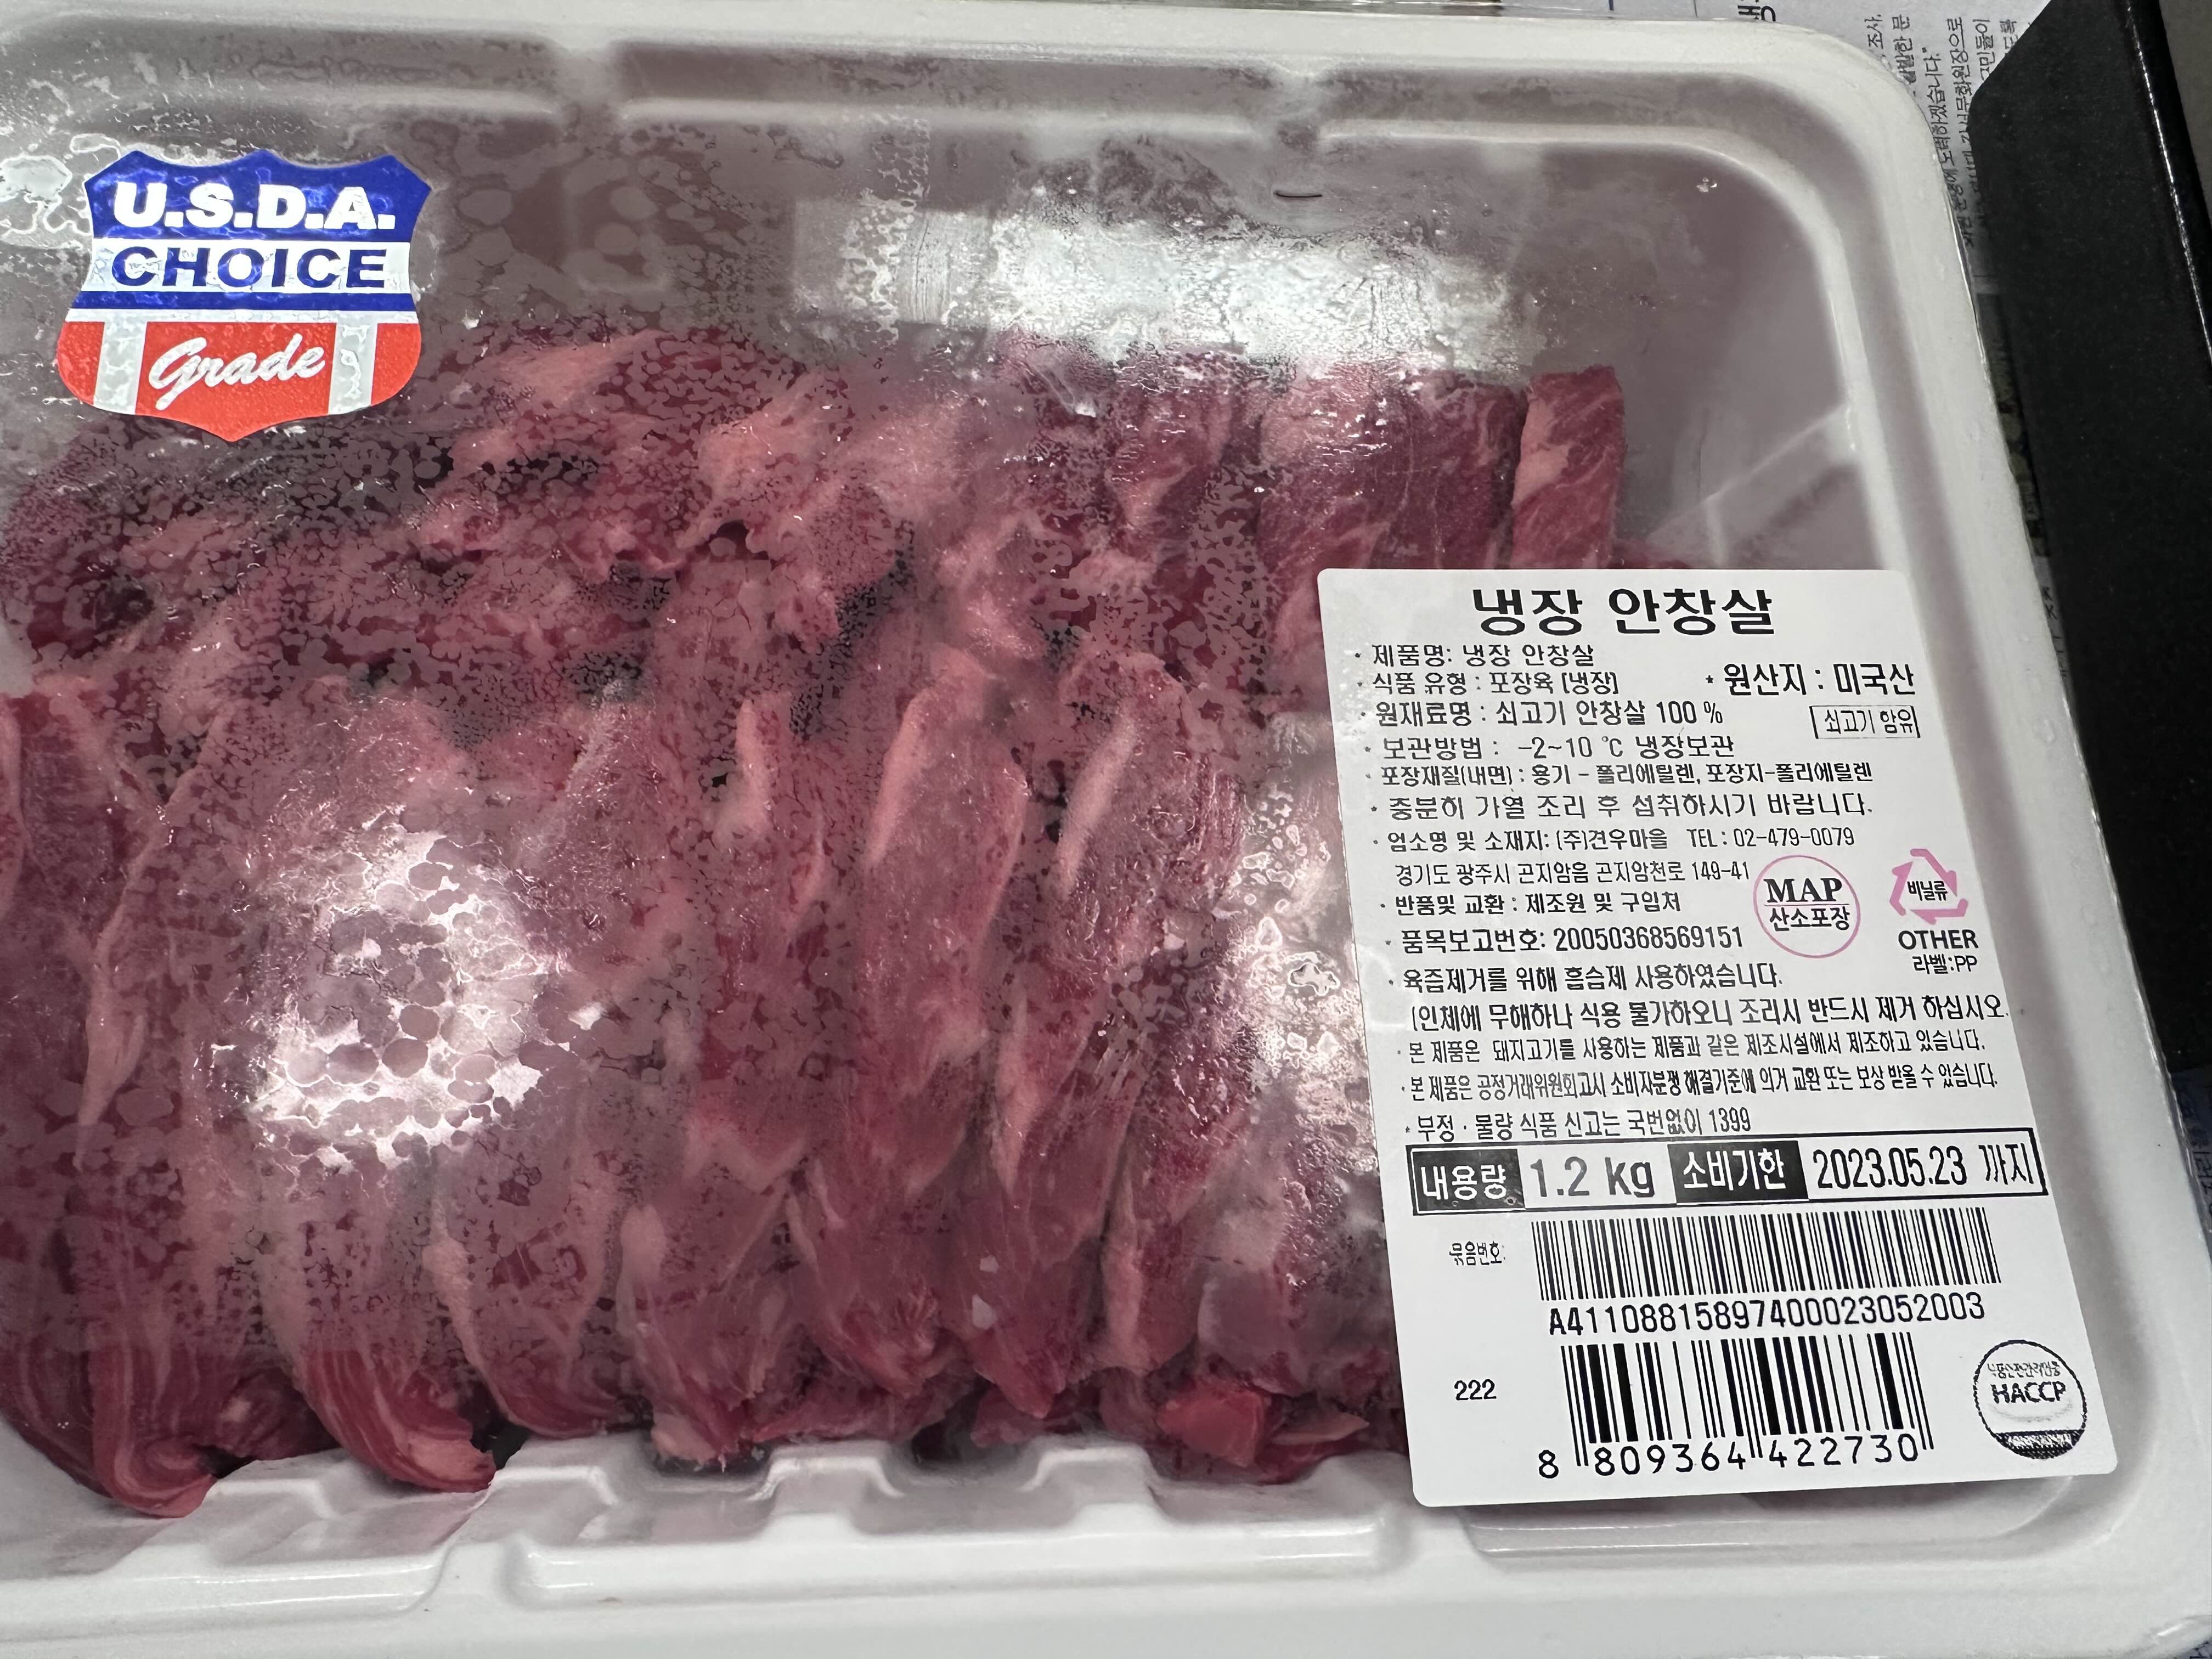 U.S.D.A.
CHOICE
Grade
냉장 안창살
· 제품명: 냉장 안창살
· 식품 유형 : 포장육 [냉장]
* 원산지 : 미국산
· 원재료명 : 쇠고기 안창살 100 %
쇠고기 함유
· 보관방법 : -2~10 ℃ 냉장보관
· 포장재질(내면) : 용기 - 폴리에틸렌, 포장지-폴리에틸렌
· 충분히 가열 조리 후 섭취하시기 바랍니다.
· 업소명 및 소재지: (주)견우마을 TEL : 02-479-0079
경기도 광주시 곤지암읍 곤지암천로 149-41
· 반품및 교환 : 제조원 및 구입처
MAP
산소포장
비닐류
OTHER
라벨:PP
· 품목보고번호: 20050368569151
· 육즙제거를 위해 흡습제 사용하였습니다.
(인체에 무해하나 식용 불가하오니 조리시 반드시 제거 하십시오.
· 본 제품은 돼지고기를 사용하는 제품과 같은 제조시설에서 제조하고 있습니다.
· 본 제품은 공정거래위원회고시 소비자분쟁 해결기준에 의거 교환 또는 보상 받을 수 있습니다.
· 부정 · 불량 식품 신고는 국번없이 1399
내용량 1.2 kg 소비기한 2023.05.23 까지
묶음번호:
A41108815897400023052003
222
8 809364 422730
HACCP